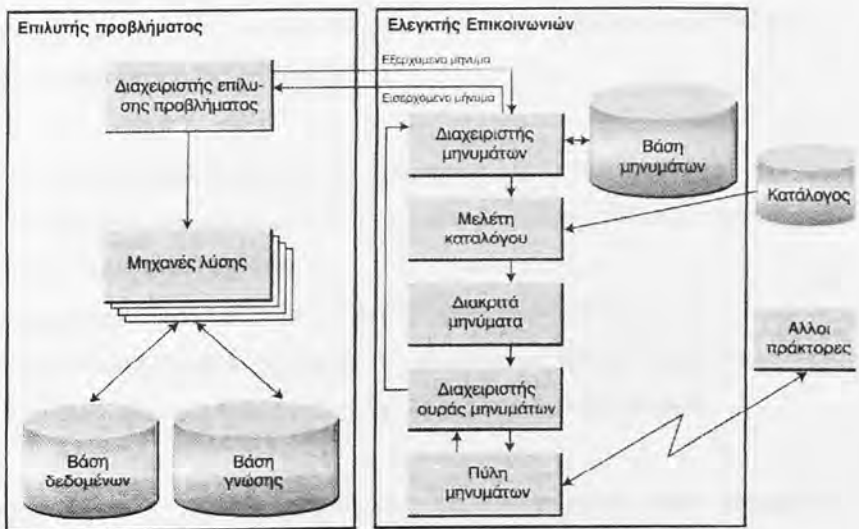 Επιλυτής προβλήματος
Διαχειριστής επίλυ-
σης προβλήματος
Μηχανές λύσης
Βάση
δεδομένων
Βάση
γνώσης
Ελεγκτής Επικοινωνιών
Εξερχόμενο μήνυμα
Εισερχόμενο μήνυμα
Διαχειριστής
μηνυμάτων
Βάση
μηνυμάτων
Μελέτη
καταλόγου
Διακριτά
μηνύματα
Διαχειριστής
ουράς μηνυμάτων
Πύλη
μηνυμάτων
Κατάλογος
Αλλοι
πράκτορες